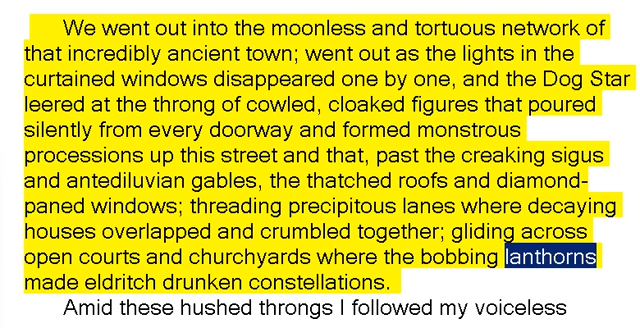 We went out into the moonless and tortuous network of
that incredibly ancient town; went out as the lights in the
curtained windows disappeared one by one, and the Dog Star
leered at the throng of cowled, cloaked figures that poured
silently from every doorway and formed monstrous
processions up this street and that, past the creaking sigus
and antediluvian gables, the thatched roofs and diamond-
paned windows; threading precipitous lanes where decaying
houses overlapped and crumbled together; gliding across
open courts and churchyards where the bobbing lanthorns
made eldritch drunken constellations.
Amid these hushed throngs I followed my voiceless